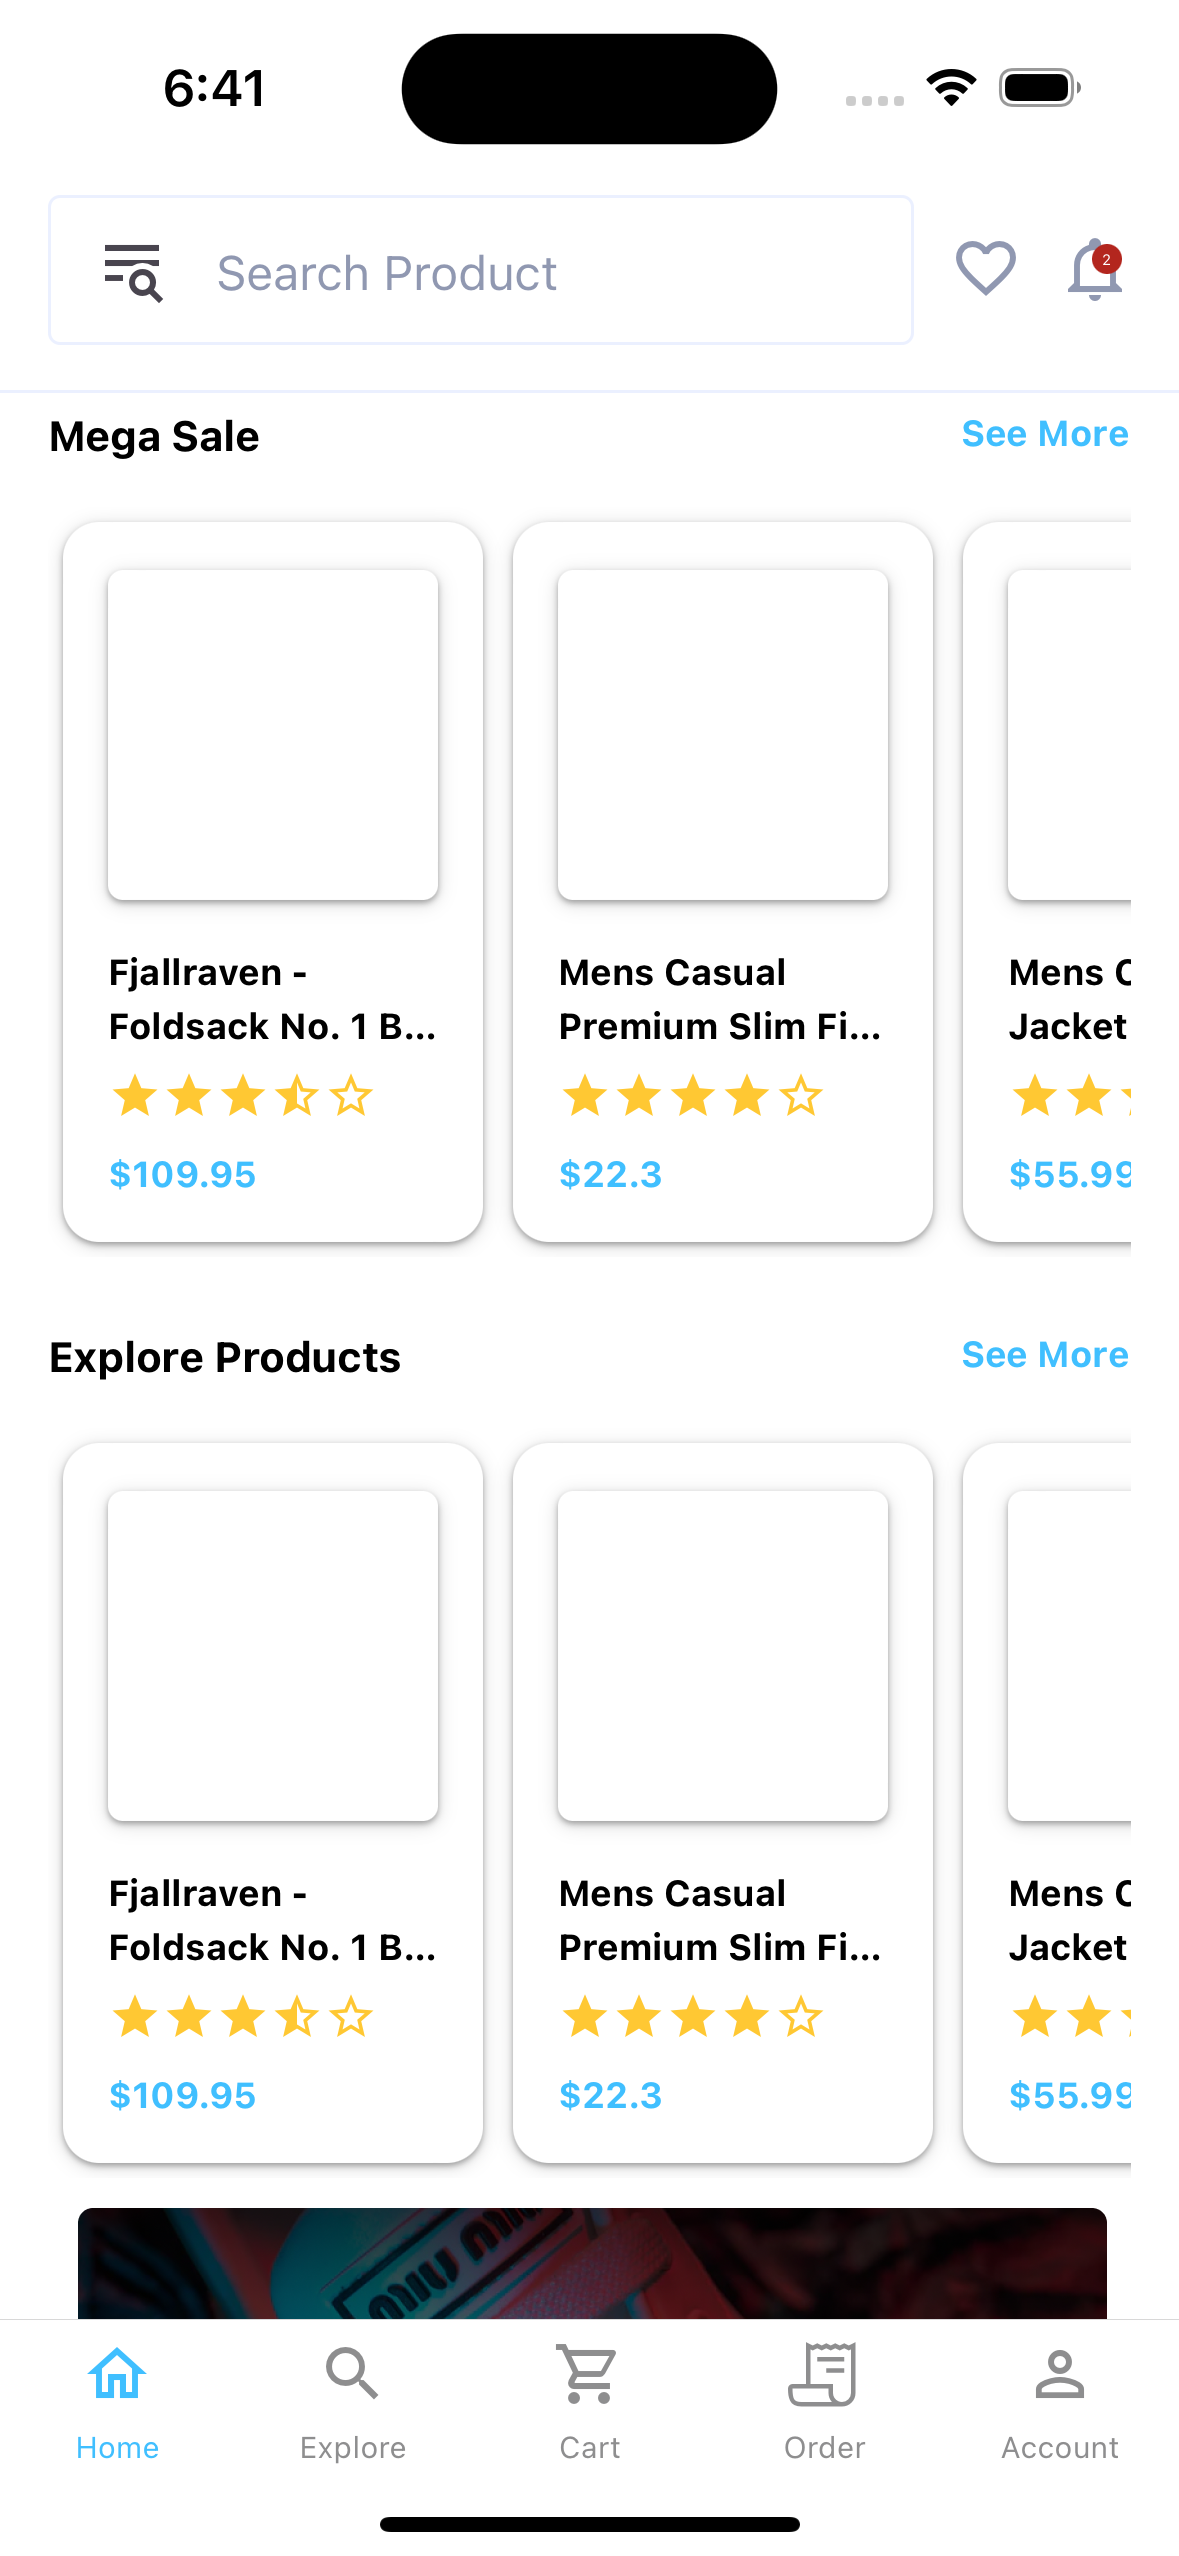 6:41
Search Product
2
Mega Sale
See More
Fjallraven -
Foldsack No. 1 B...
$109.95
Mens Casual
Premium Slim Fi...
$22.3
Mens C
Jacket
$55.99
Explore Products
See More
Fjallraven -
Foldsack No. 1 B...
$109.95
Mens Casual
Premium Slim Fi...
$22.3
Mens C
Jacket
$55.99
Home
Explore
Cart
Order
Account